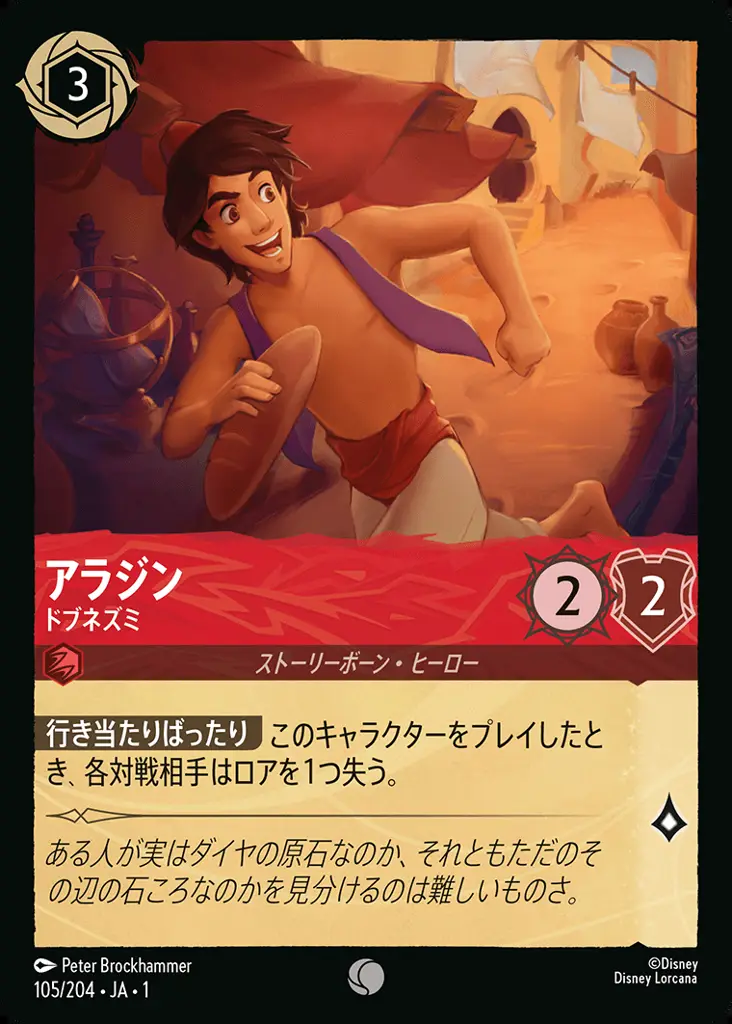 3
アラジン
ドブネズミ
2
2
ストーリーボーン・ヒーロー
行き当たりばったり このキャラクターをプレイしたと
き、各対戦相手はロアを1つ失う。
ある人が実はダイヤの原石なのか、それともただのそ
の辺の石ころなのかを見分けるのは難しいものさ。
Peter Brockhammer
105/204・JA・1
©Disney
Disney Lorcana